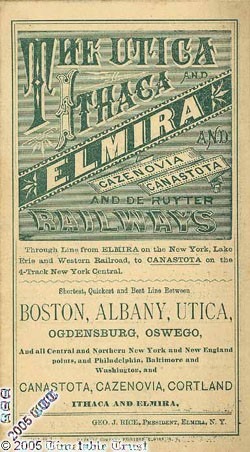 THE UTICA
ITHACA AND
ELMIRA AND
CAZENOVIA
CANASTOTA
AND DE RUYTER
RAILWAYS
Through Line from ELMIRA on the New York, Lake
Erie and Western Railroad, to CANASTOTA on the
4-Track New York Central.
Shortest, Quickest and Best Line Between
BOSTON, ALBANY, UTICA,
OGDENSBURG, OSWEGO,
And all Central and Northern New York and New England
points, and Philadelphia, Baltimore and
Washington, and
CANASTOTA, CAZENOVIA, CORTLAND
ITHACA AND ELMIRA,
GEO. J. RICE, PRESIDENT, ELMIRA, N. Y.
2005
© 2005 Timetable Trust